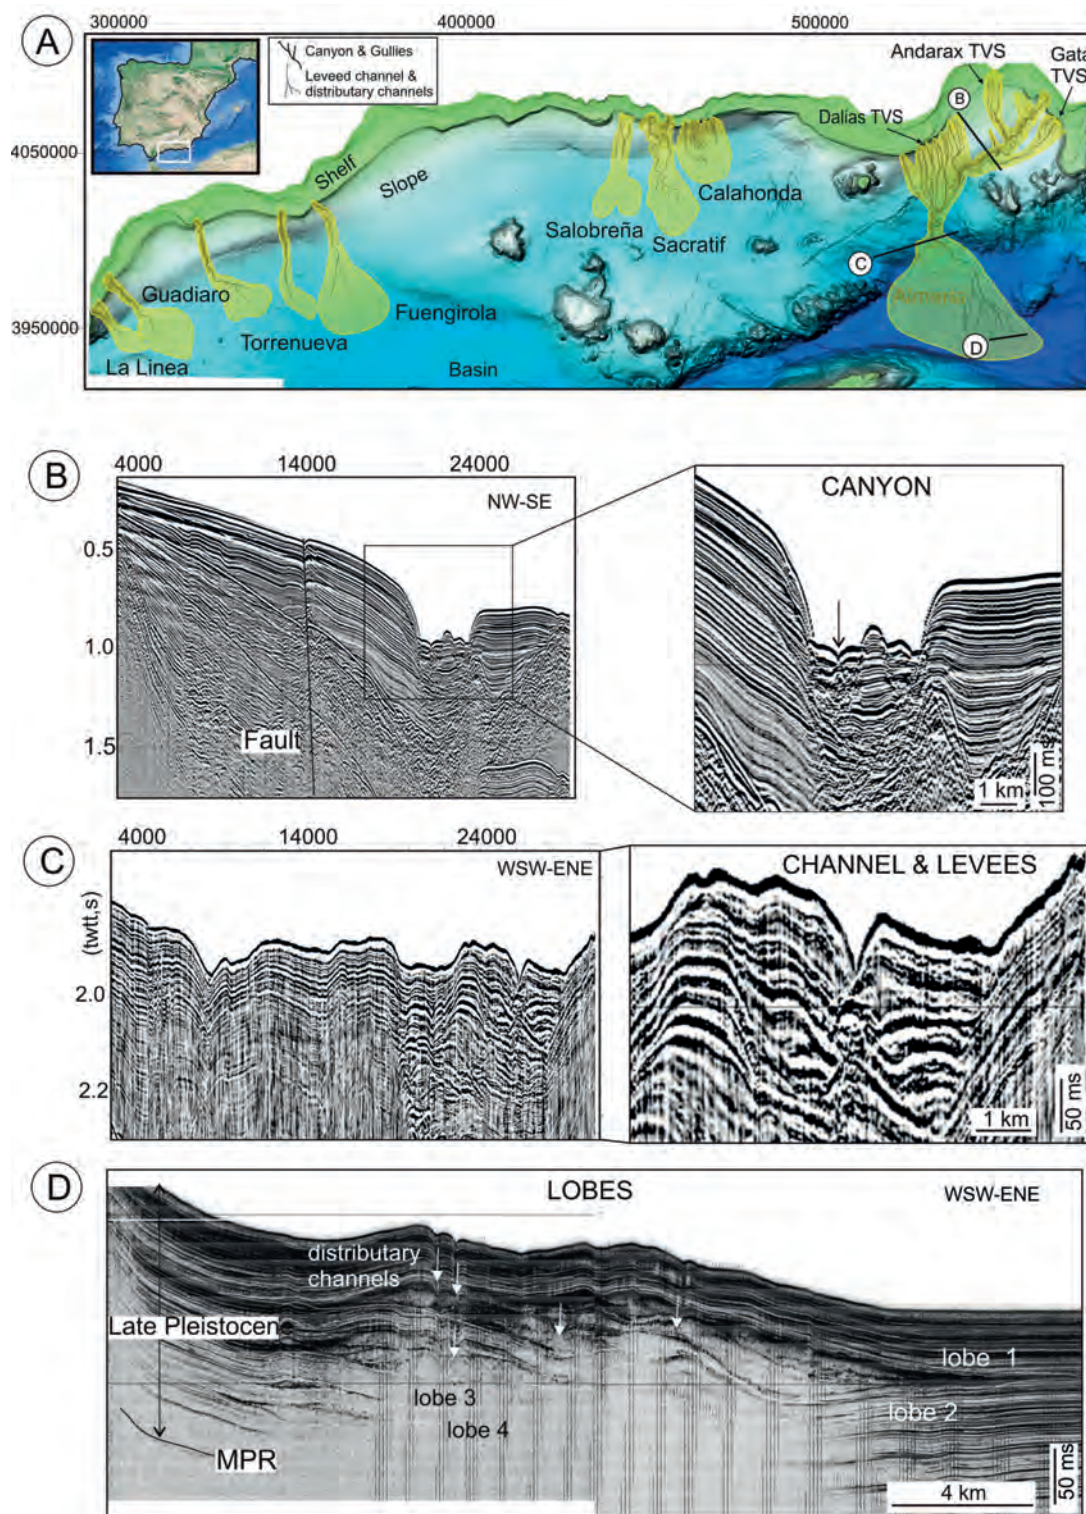 A
300000
400000
500000
4050000
3950000
Canyon & Gullies
Leveed channel &
distributary channels
Andarax TVS
Gata
TVS
Dalías TVS
B
Shelf
Slope
Calahonda
Salobreña
Sacratif
C
Guadiaro
Almería
Fuengirola
Torrenueva
D
La Linea
Basin
B
4000
14000
24000
NW-SE
0.5
1.0
1.5
Fault
CANYON
1 km
100 ms
C
4000
14000
24000
WSW-ENE
(twtt,s)
2.0
2.2
CHANNEL & LEVEES
1 km
50 ms
D
LOBES
WSW-ENE
distributary
channels
Late Pleistocene
lobe 1
lobe 3
lobe 2
lobe 4
MPR
4 km
50 ms